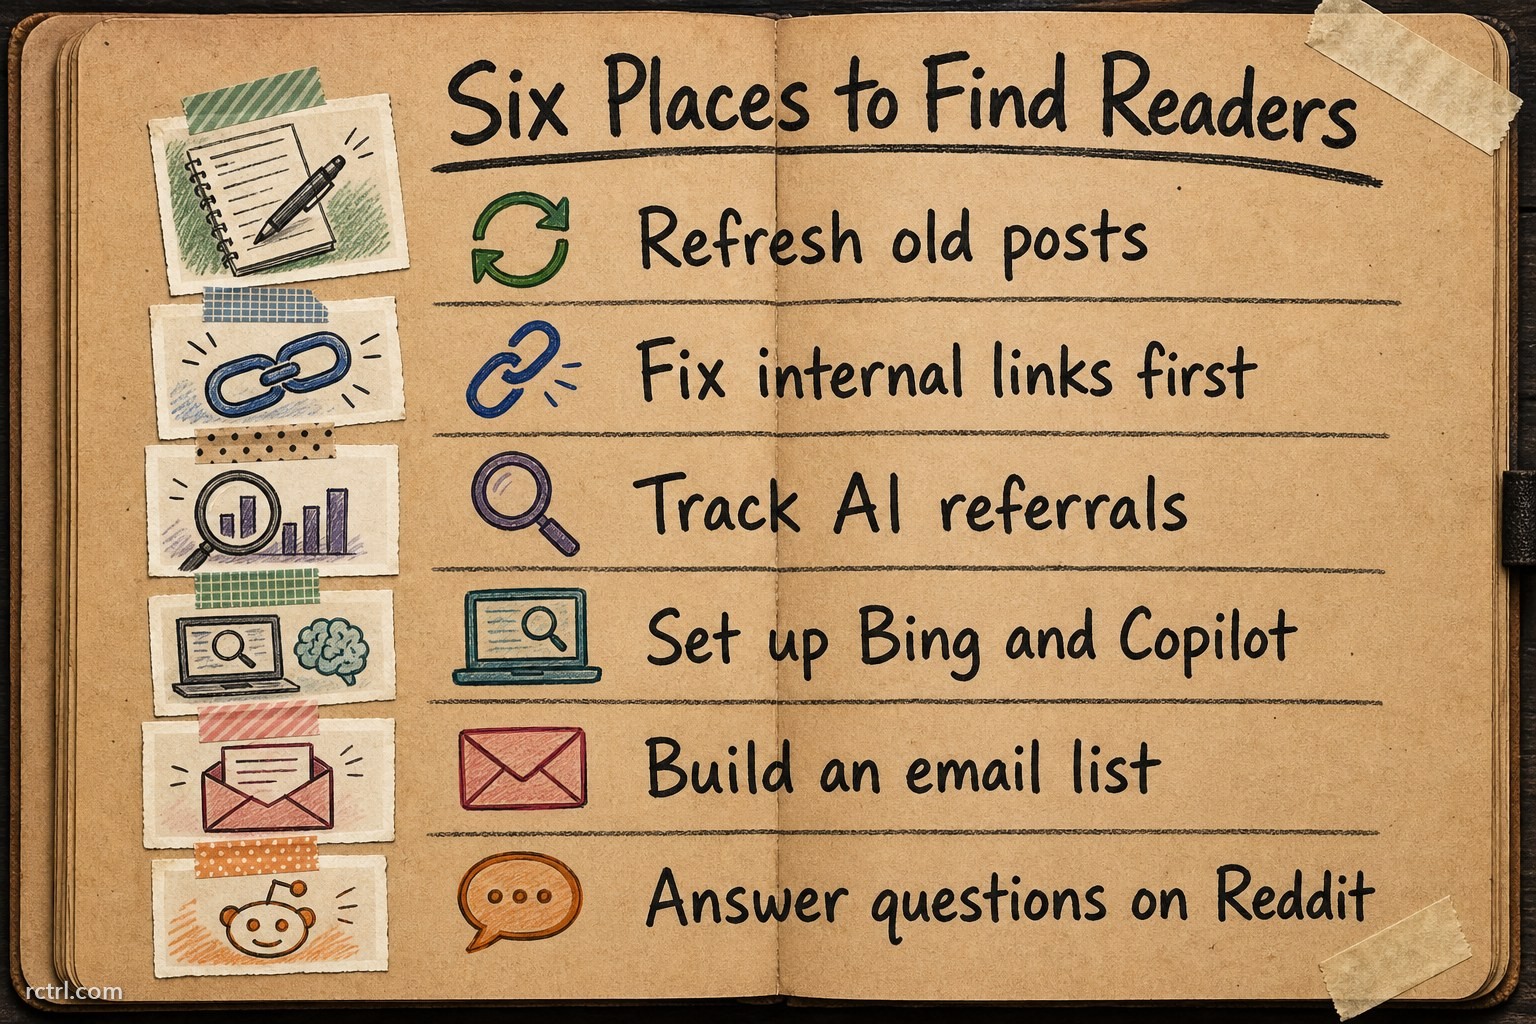 Six Places to Find Readers
Refresh old posts
Fix internal links first
Track AI referrals
Set up Bing and Copilot
Build an email list
Answer questions on Reddit
rctrl.com